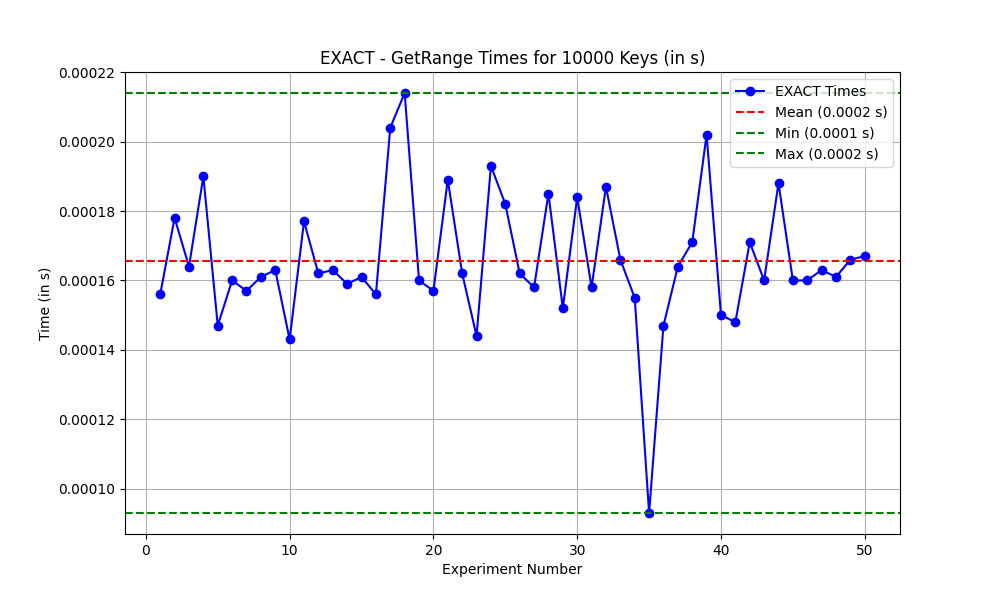 EXACT - GetRange Times for 10000 Keys (in s)
0.00022
0.00020
0.00018
0.00016
0.00014
0.00012
0.00010
Time (in s)
EXACT Times
Mean (0.0002 s)
Min (0.0001 s)
Max (0.0002 s)
0 10 20 30 40 50
Experiment Number